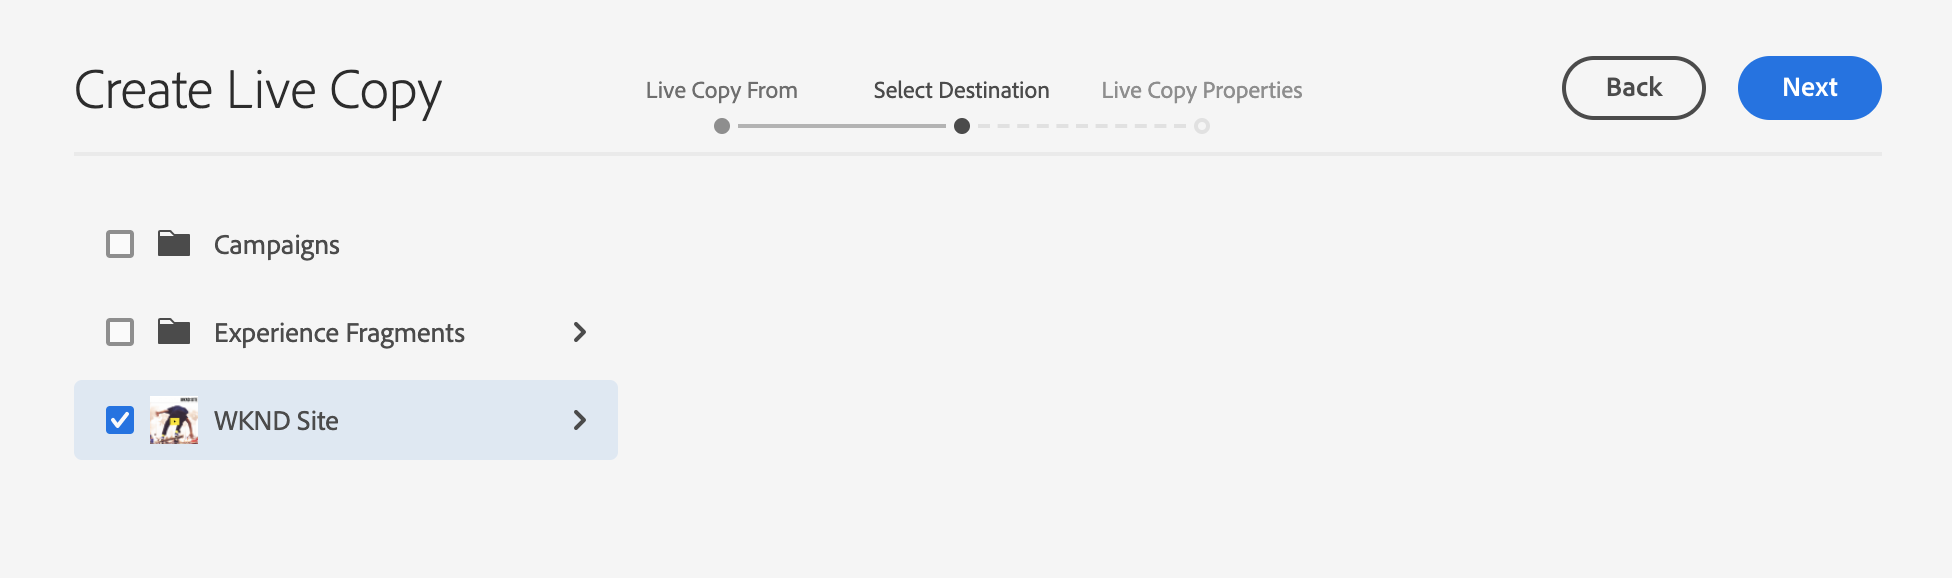 Create Live Copy
Live Copy From
Select Destination
Live Copy Properties
Back
Next
Campaigns
Experience Fragments
WKND Site